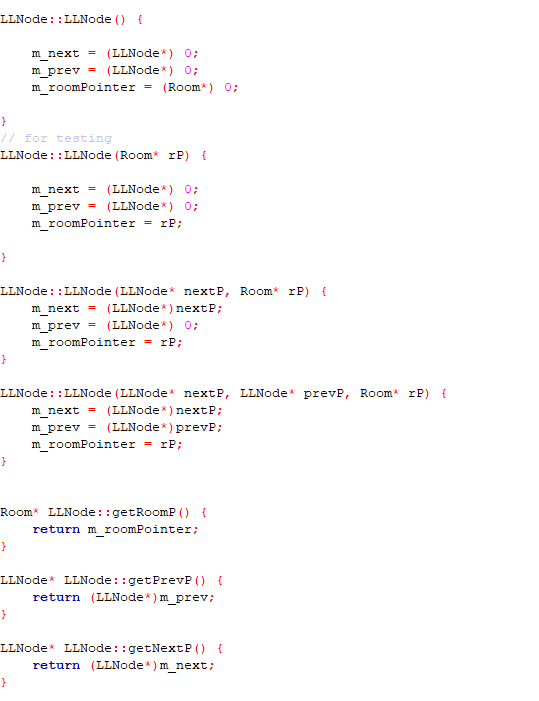 LLNode::LLNode() {
m_next = (LLNode*) 0;
m_prev = (LLNode*) 0;
m_roomPointer = (Room*) 0;
}
// for testing
LLNode::LLNode(Room* rP) {
m_next = (LLNode*) 0;
m_prev = (LLNode*) 0;
m_roomPointer = rP;
}
LLNode::LLNode(LLNode* nextP, Room* rP) {
m_next = (LLNode*)nextP;
m_prev = (LLNode*) 0;
m_roomPointer = rP;
}
LLNode::LLNode(LLNode* nextP, LLNode* prevP, Room* rP) {
m_next = (LLNode*)nextP;
m_prev = (LLNode*)prevP;
m_roomPointer = rP;
}
Room* LLNode::getRoomP() {
return m_roomPointer;
}
LLNode* LLNode::getPrevP() {
return (LLNode*)m_prev;
}
LLNode* LLNode::getNextP() {
return (LLNode*)m_next;
}